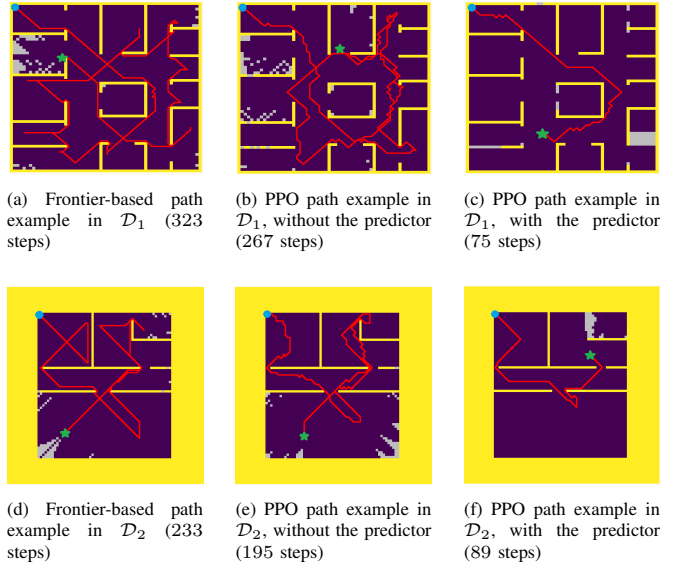 (a) Frontier-based path
example in D₁ (323
steps)
(b) PPO path example in
D₁, without the predictor
(267 steps)
(c) PPO path example in
D₁, with the predictor
(75 steps)
(d) Frontier-based path
example in D₂ (233
steps)
(e) PPO path example in
D₂, without the predictor
(195 steps)
(f) PPO path example in
D₂, with the predictor
(89 steps)